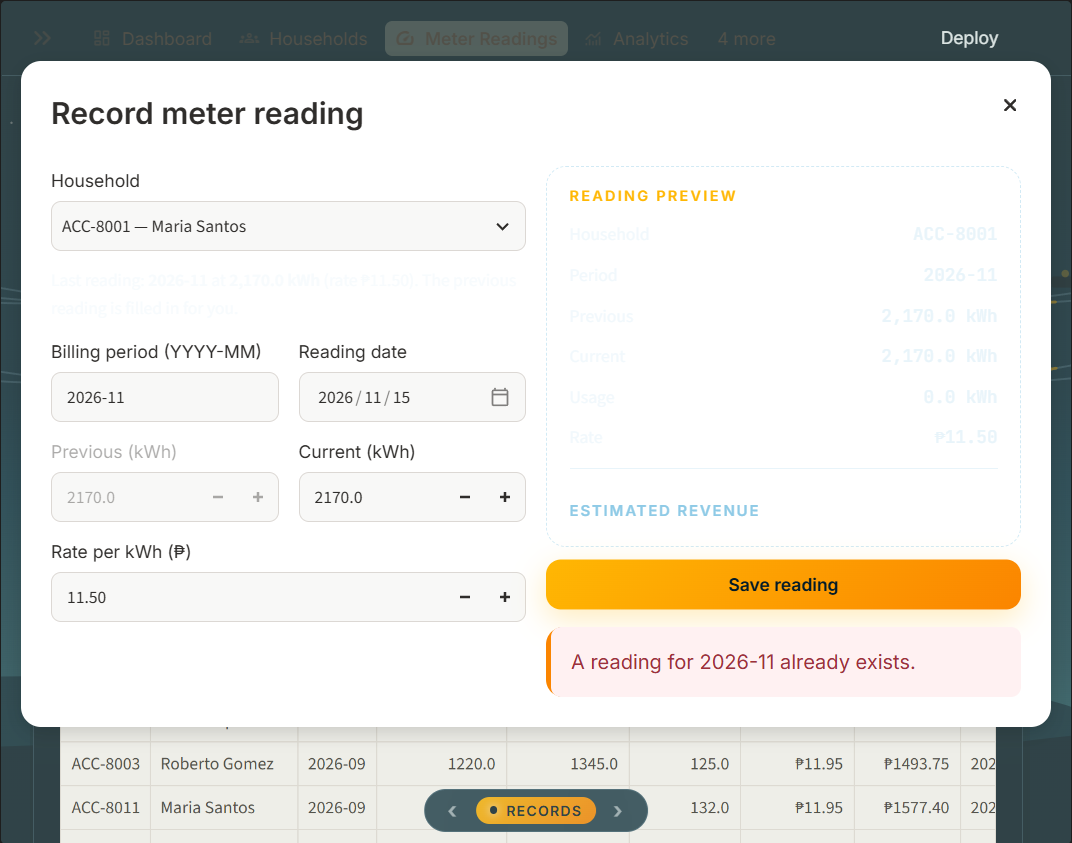 Dashboard Households Meter Readings Analytics 4 more Deploy
Record meter reading
Household
ACC-8001 — Maria Santos
Last reading: 2026-11 at 2,170.0 kWh (rate ₱11.50). The previous
reading is filled in for you.
Billing period (YYYY-MM) Reading date
2026-11 2026/11/15
Previous (kWh) Current (kWh)
2170.0 2170.0
Rate per kWh (₱)
11.50
READING PREVIEW
Household ACC-8001
Period 2026-11
Previous 2,170.0 kWh
Current 2,170.0 kWh
Usage 0.0 kWh
Rate ₱11.50
ESTIMATED REVENUE
Save reading
A reading for 2026-11 already exists.
ACC-8003 Roberto Gomez 2026-09 1220.0 1345.0 125.0 ₱11.95 ₱1493.75 202
ACC-8011 Maria Santos 2026-09 132.0 ₱11.95 ₱1577.40 202
RECORDS